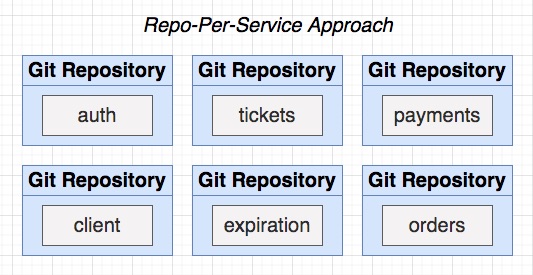 Repo-Per-Service Approach
Git Repository
auth
Git Repository
tickets
Git Repository
payments
Git Repository
client
Git Repository
expiration
Git Repository
orders